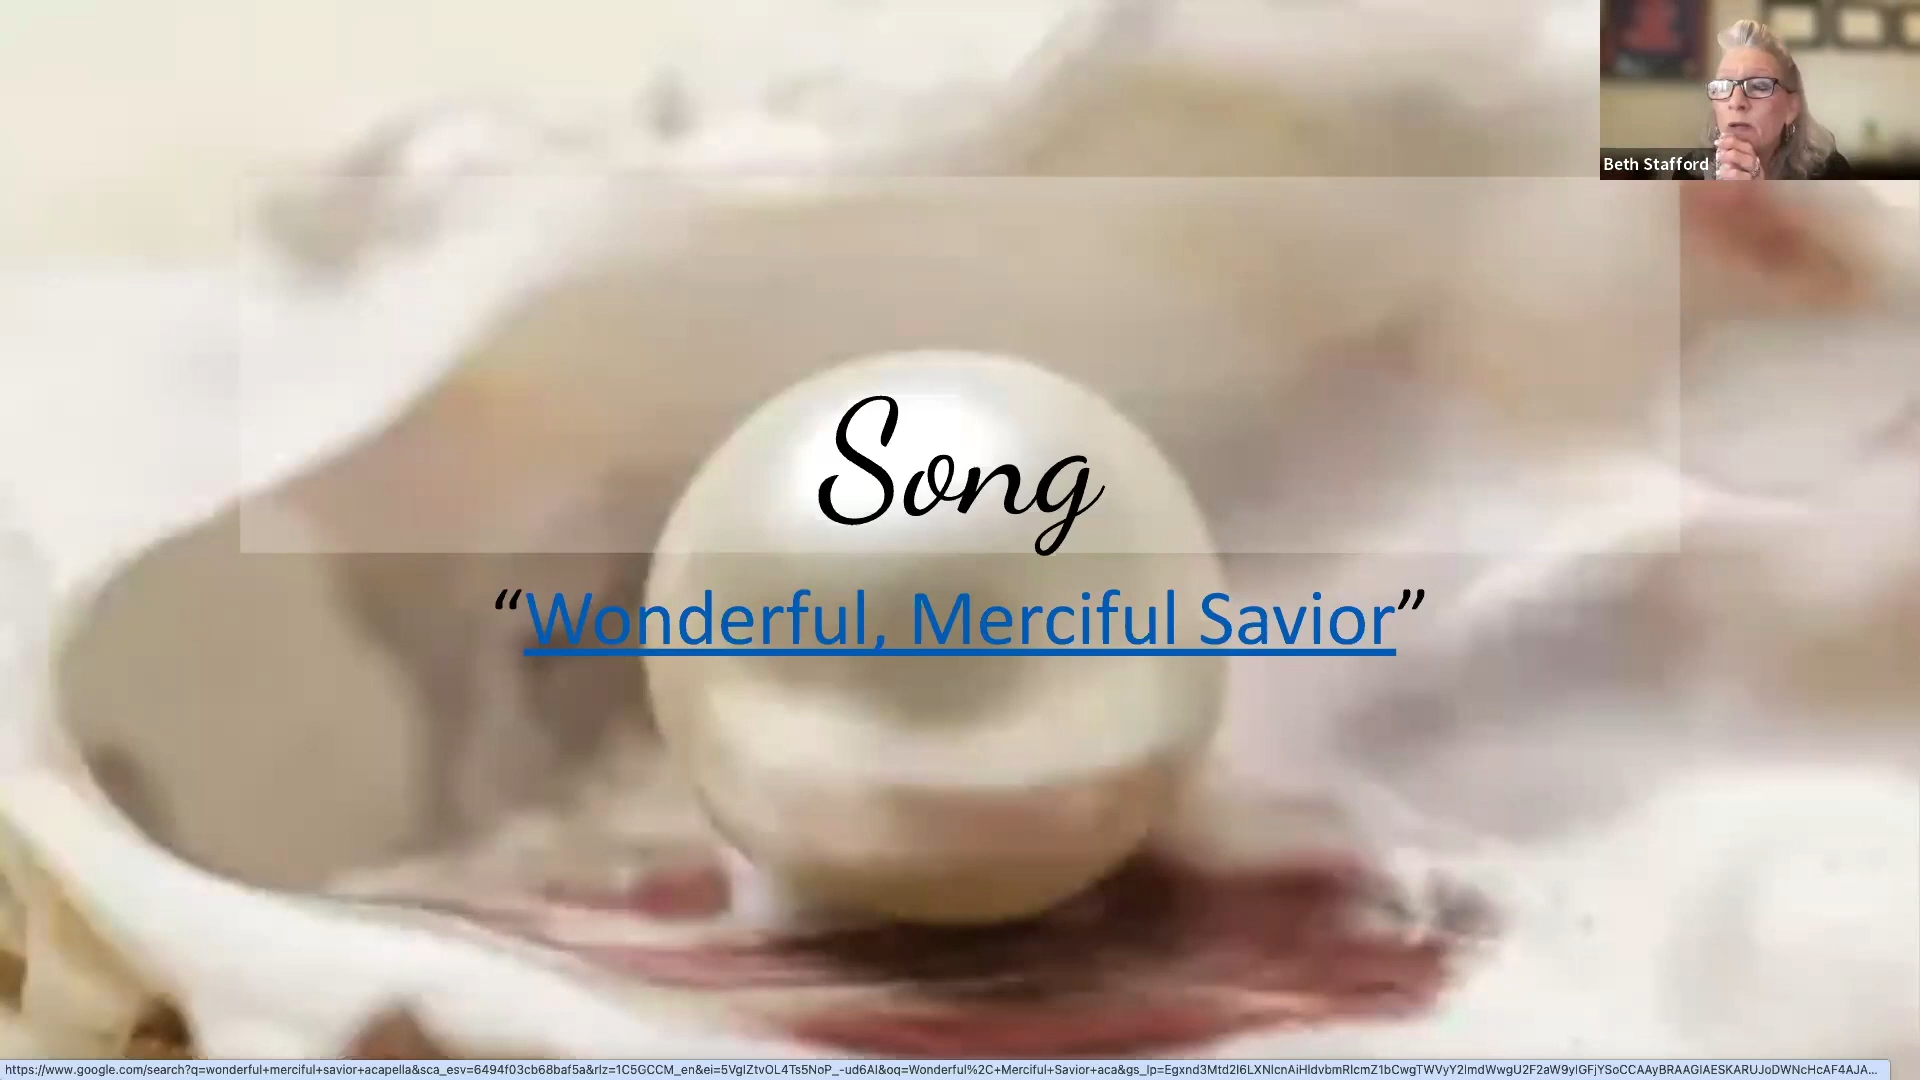 Beth Stafford
Song
“Wonderful, Merciful Savior”
https://www.google.com/search?q=wonderful+merciful+savior+acapella&sca_esv=6494f03cb68baf5a&rlz=1C5GCCM_en&ei=5VglZtvOL4Ts5NoP_-ud6AI&oq=Wonderful%2C+Merciful+Savior+aca&gs_lp=Egxnd3Mtd2l6LXNlcnAiHldvbmRlcmZ1bCwgTWVyY2lmdWwgU2F2aW9yIGFjYSoCCAAyBRAAGIAESKARUJoDWNcHcAF4AJA...